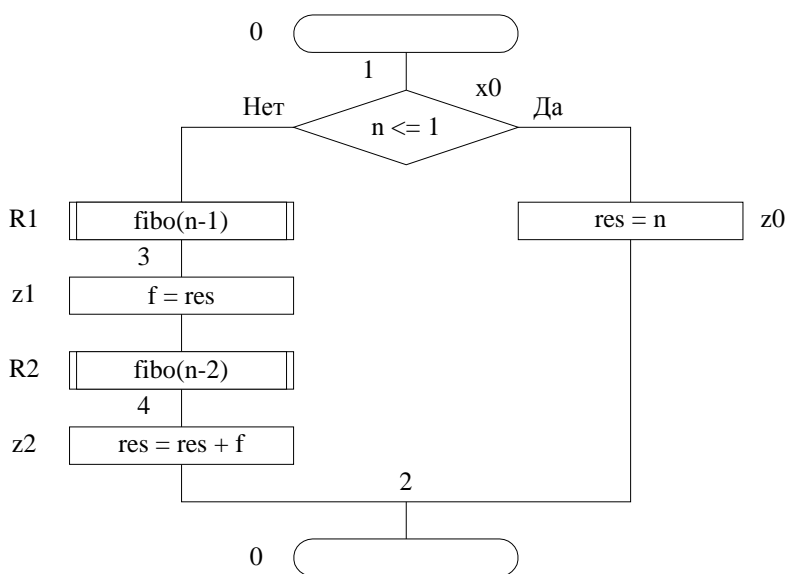 0
1
x0
Нет
Да
n <= 1
R1
fibo(n-1)
res = n
z0
3
z1
f = res
R2
fibo(n-2)
4
z2
res = res + f
2
0